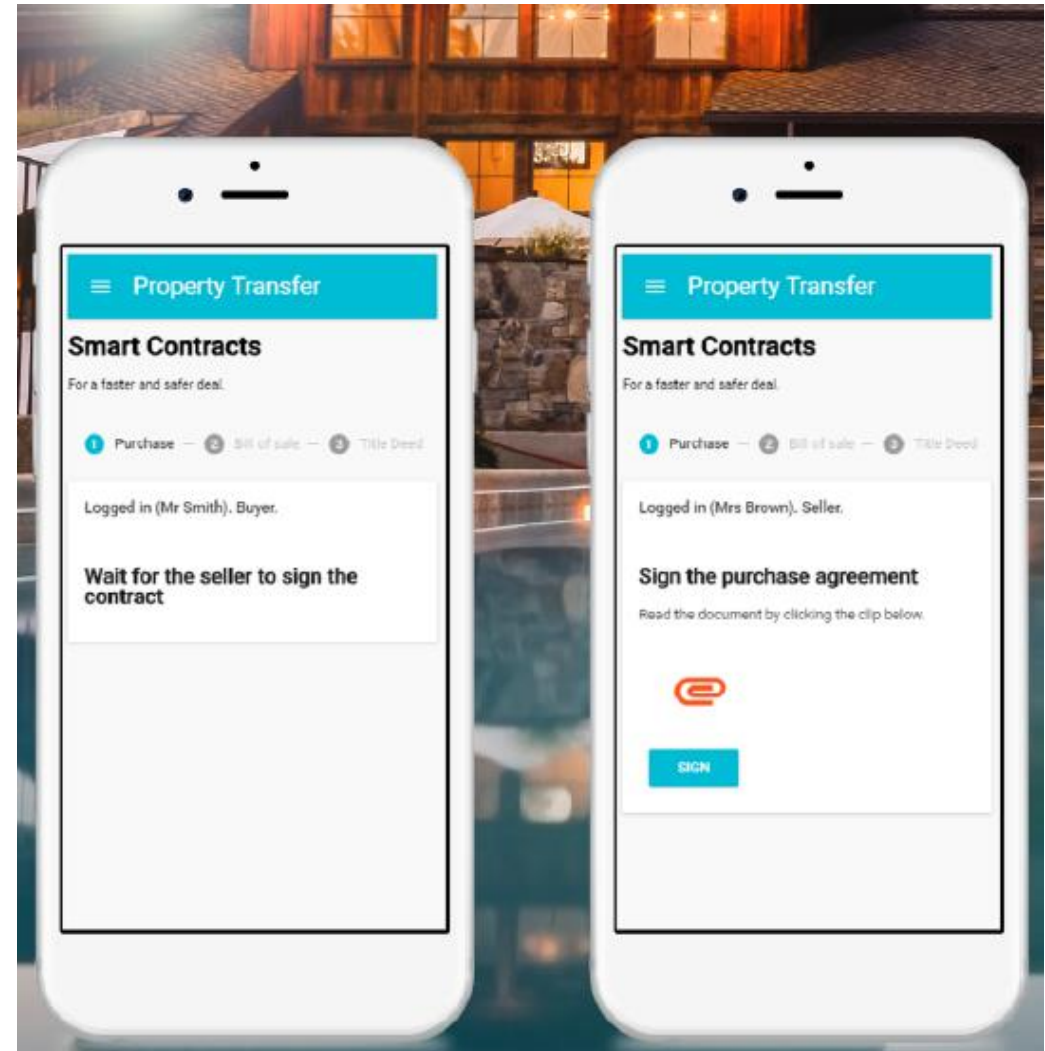 Property Transfer
Smart Contracts
For a faster and safer deal.
1 Purchase — 2 Bill of sale — 3 Title Deed
Logged in (Mr Smith). Buyer.
Wait for the seller to sign the
contract
Property Transfer
Smart Contracts
For a faster and safer deal.
1 Purchase — 2 Bill of sale — 3 Title Deed
Logged in (Mrs Brown). Seller.
Sign the purchase agreement
Read the document by clicking the clip below.
SIGN